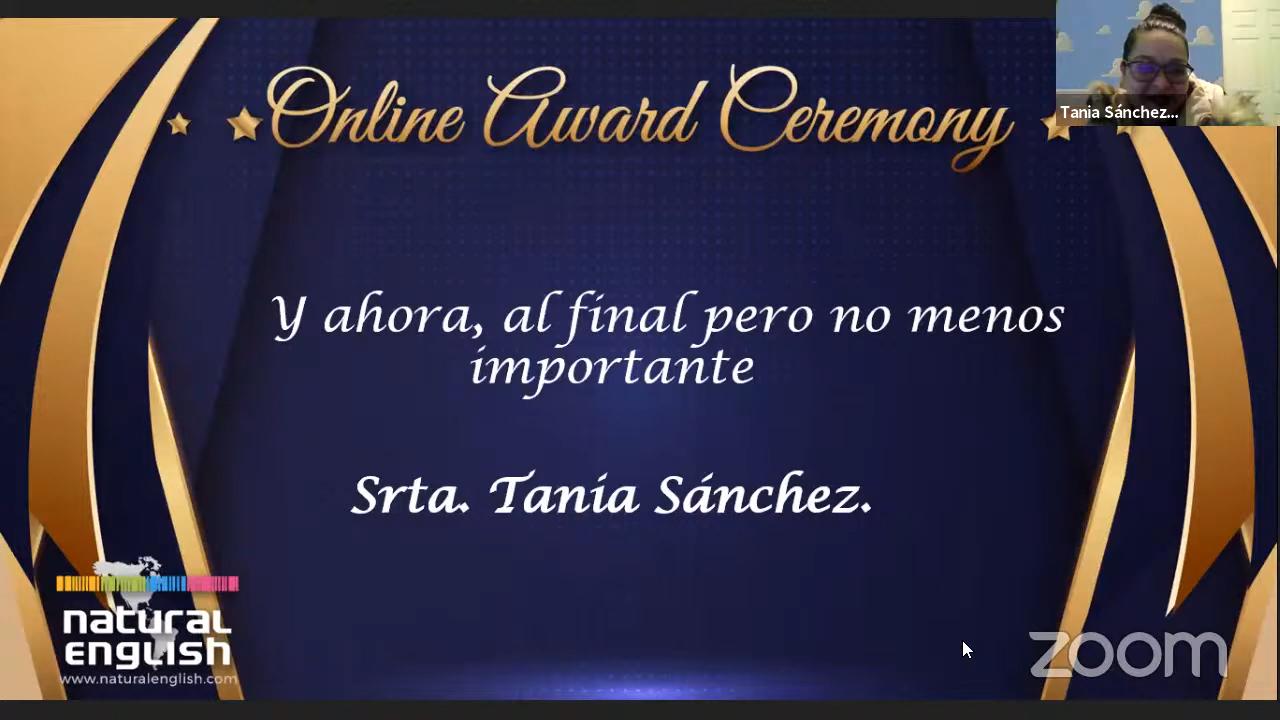 Online Award Ceremony
Tania Sánchez...
Y ahora, al final pero no menos
importante
Srta. Tania Sánchez.
natural
english
www.naturalenglish.com
zoom